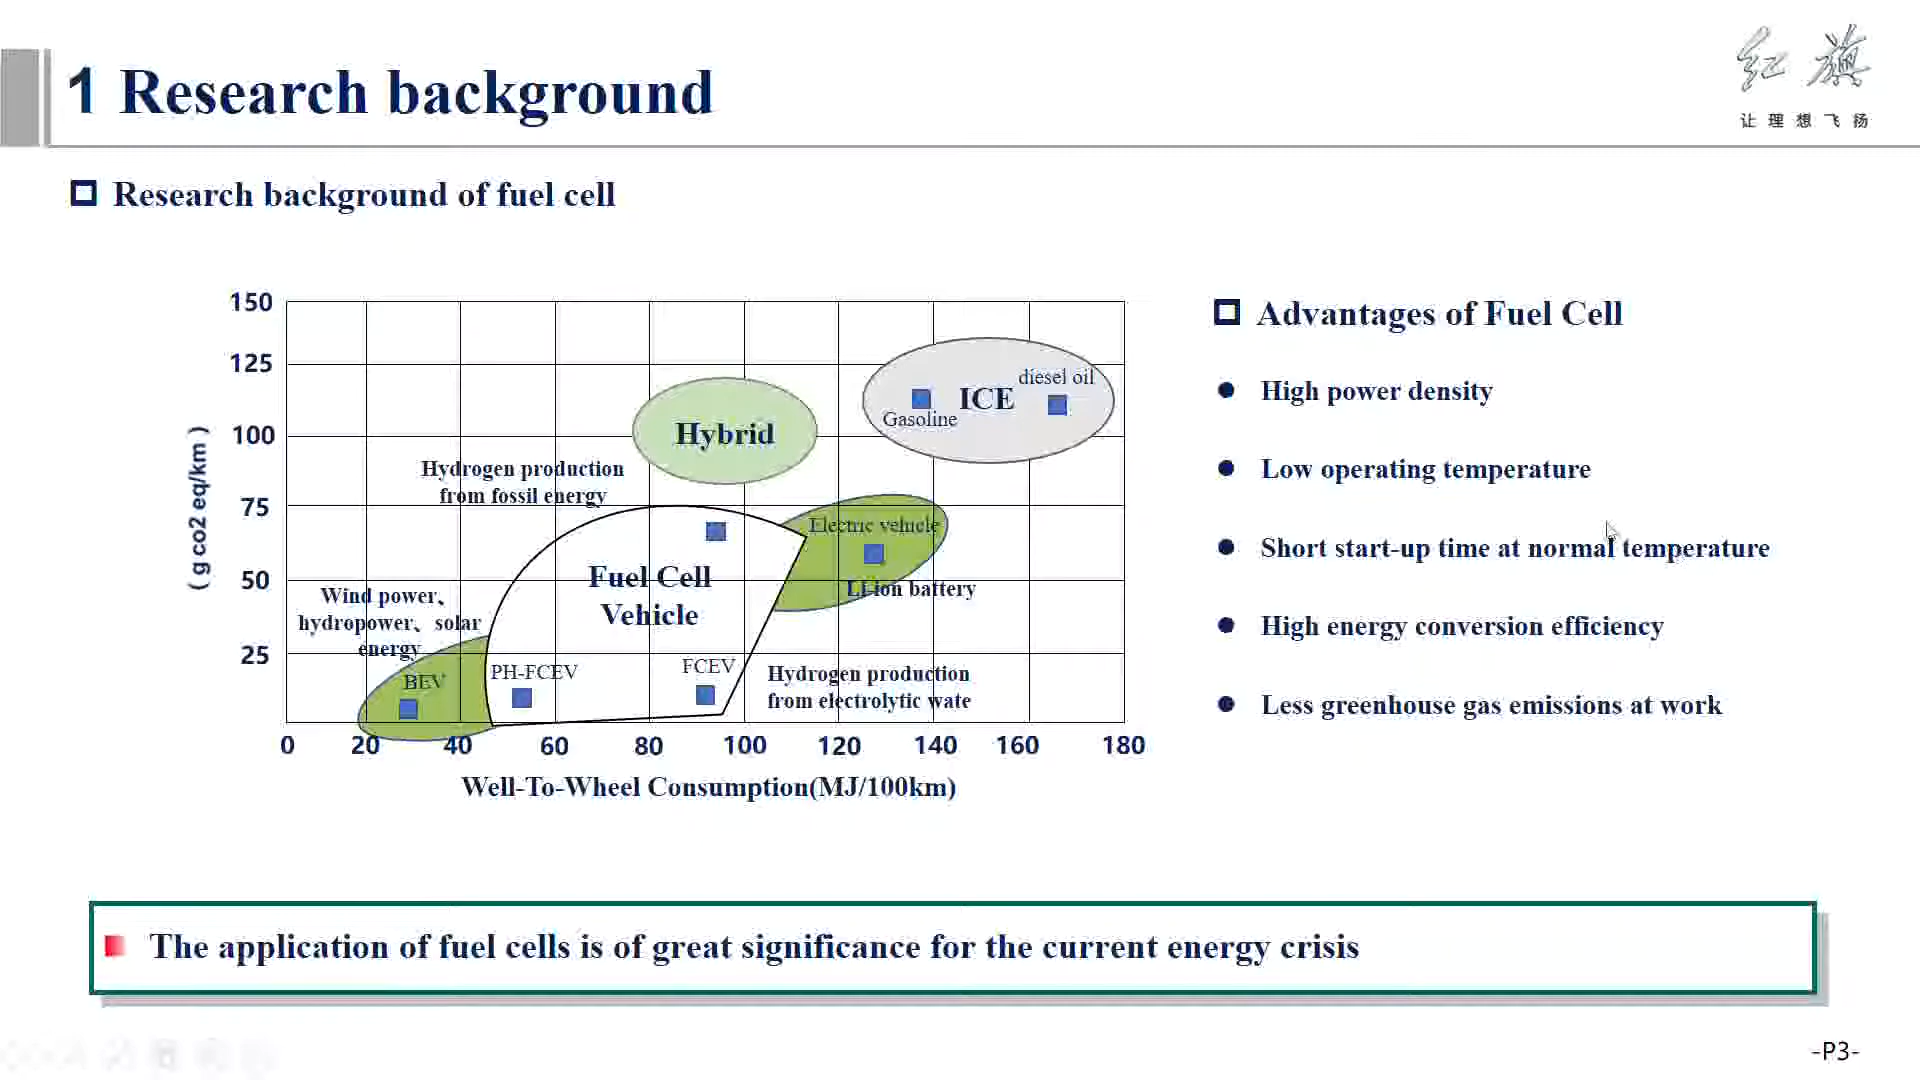 1 Research background
红旗
让理想飞扬
Research background of fuel cell
150
125
100
75
50
25
( g co2 eq/km )
Hybrid
ICE
Gasoline
diesel oil
Hydrogen production
from fossil energy
Electric vehicle
Li-ion battery
Fuel Cell
Vehicle
Wind power、
hydropower、solar
energy
BEV
PH-FCEV
FCEV
Hydrogen production
from electrolytic wate
0 20 40 60 80 100 120 140 160 180
Well-To-Wheel Consumption(MJ/100km)
Advantages of Fuel Cell
High power density
Low operating temperature
Short start-up time at normal temperature
High energy conversion efficiency
Less greenhouse gas emissions at work
The application of fuel cells is of great significance for the current energy crisis
-P3-